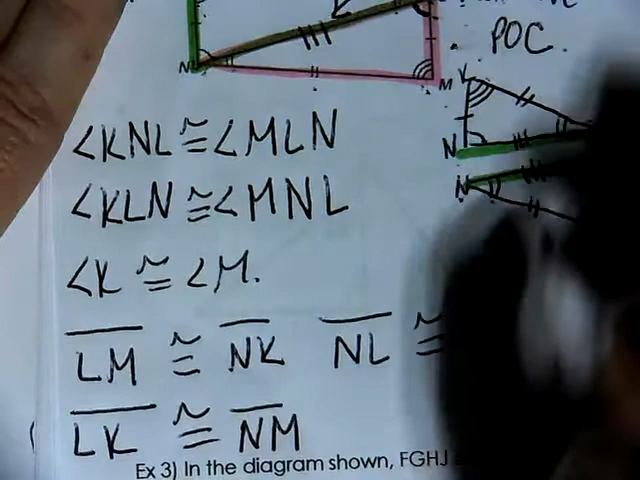 N
M
POC.
K
N
N
<KNL ≅ <MLN
<KLN ≅ <MNL
<K ≅ <M.
LM ≅ NK NL ≅
LK ≅ NM
Ex 3) In the diagram shown, FGHJ